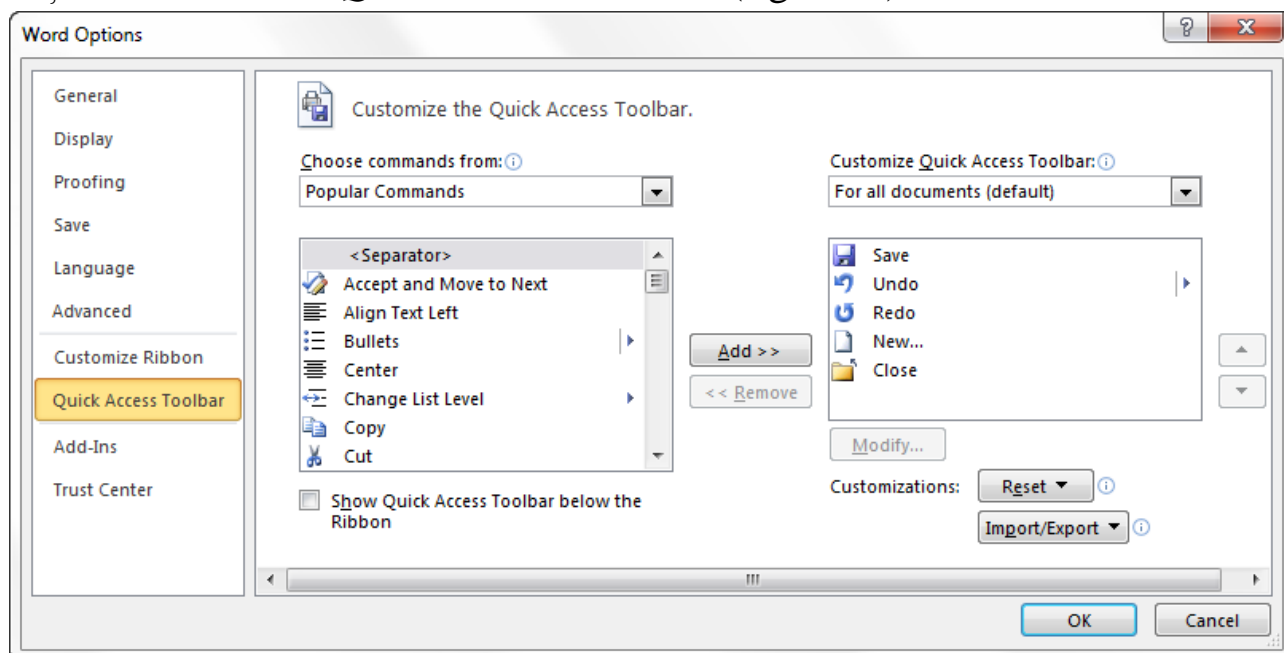 Word Options
General
Display
Proofing
Save
Language
Advanced
Customize Ribbon
Quick Access Toolbar
Add-Ins
Trust Center
Customize the Quick Access Toolbar.
Choose commands from:
Popular Commands
<Separator>
Accept and Move to Next
Align Text Left
Bullets
Center
Change List Level
Copy
Cut
Show Quick Access Toolbar below the
Ribbon
Add >>
<< Remove
Customize Quick Access Toolbar:
For all documents (default)
Save
Undo
Redo
New...
Close
Modify...
Customizations:
Reset
Import/Export
OK
Cancel